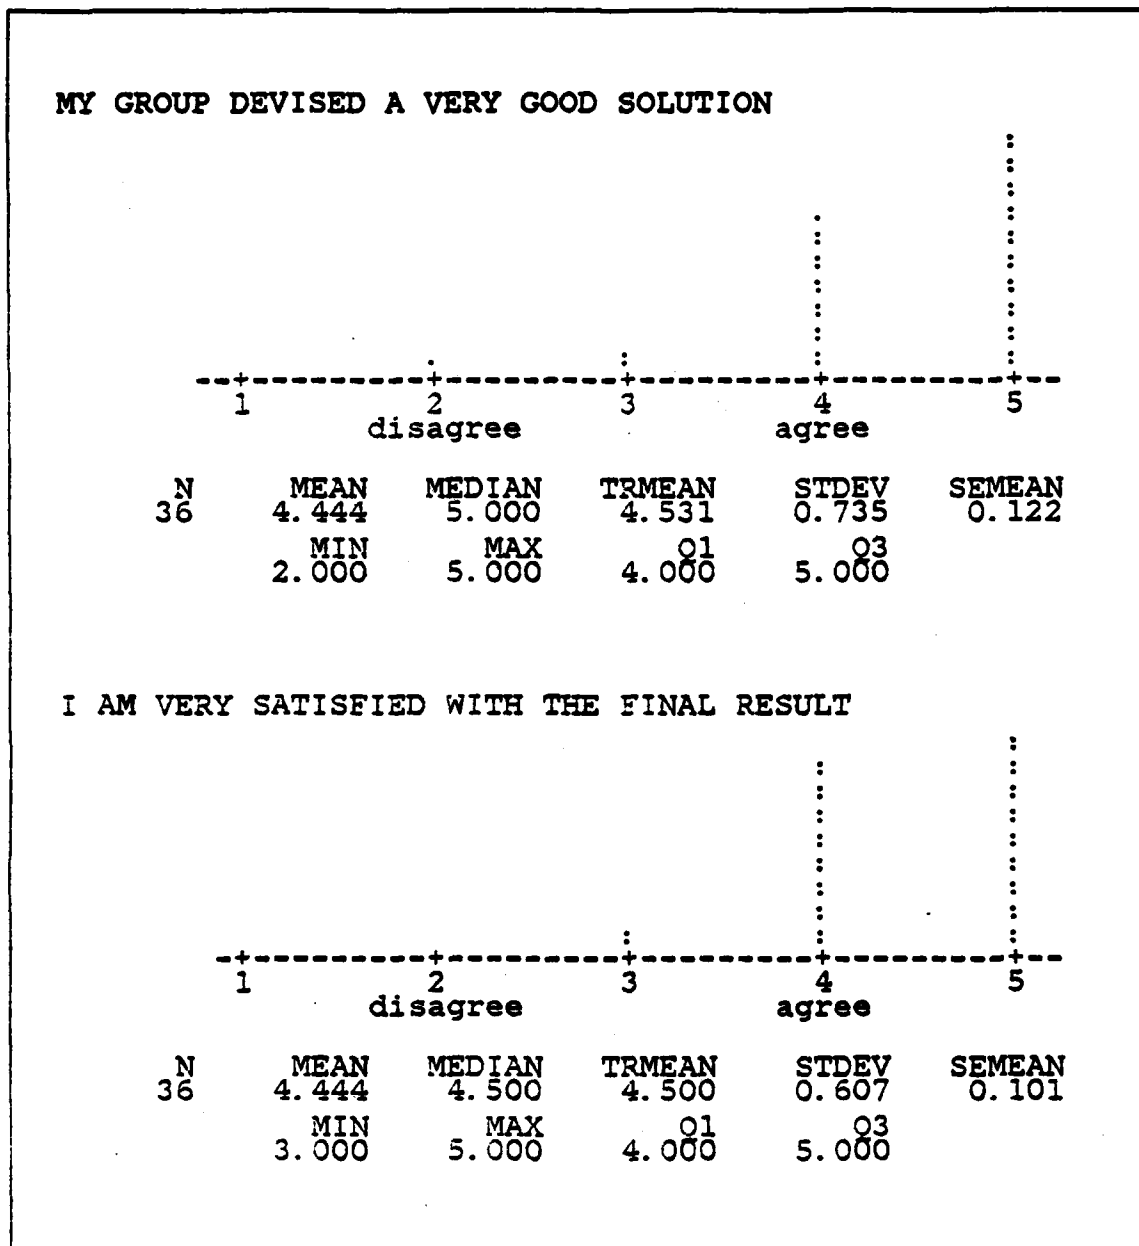 MY GROUP DEVISED A VERY GOOD SOLUTION
1 2 3 4 5
disagree agree
N MEAN MEDIAN TRMEAN STDEV SEMEAN
36 4.444 5.000 4.531 0.735 0.122
MIN MAX Q1 Q3
2.000 5.000 4.000 5.000
I AM VERY SATISFIED WITH THE FINAL RESULT
1 2 3 4 5
disagree agree
N MEAN MEDIAN TRMEAN STDEV SEMEAN
36 4.444 4.500 4.500 0.607 0.101
MIN MAX Q1 Q3
3.000 5.000 4.000 5.000